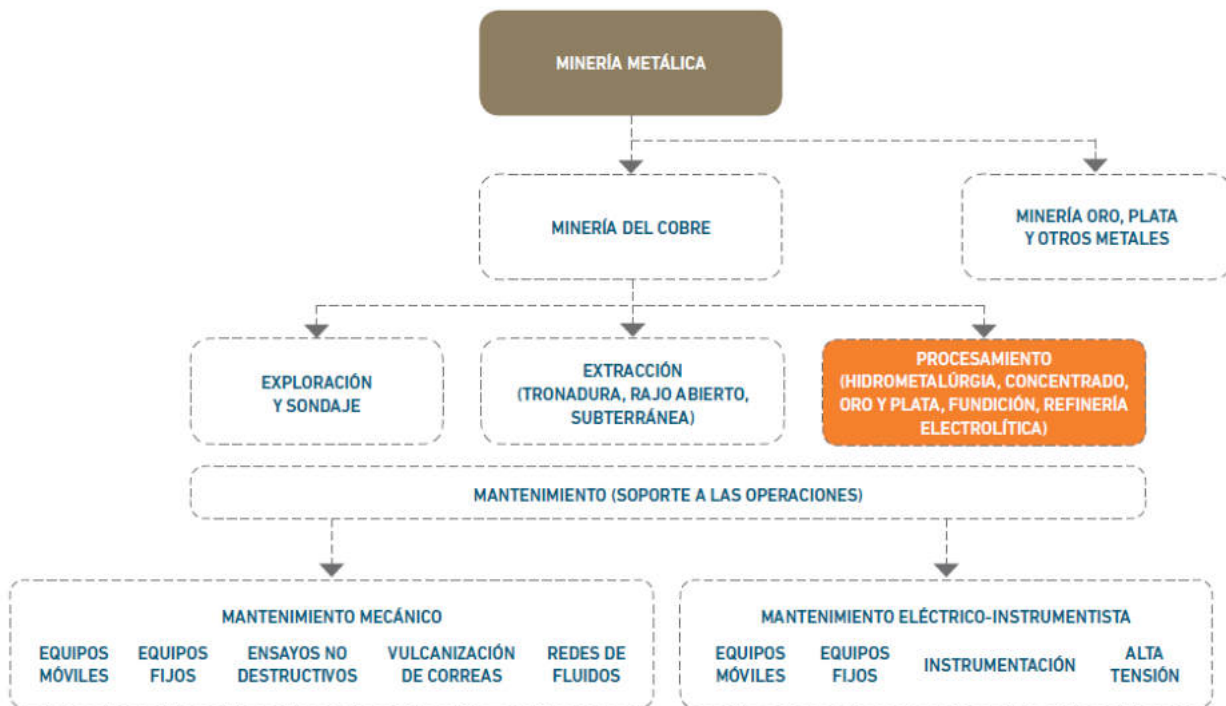 MINERÍA METÁLICA
MINERÍA DEL COBRE
MINERÍA ORO, PLATA
Y OTROS METALES
EXPLORACIÓN
Y SONDAJE
EXTRACCIÓN
(TRONADURA, RAJO ABIERTO,
SUBTERRÁNEA)
PROCESAMIENTO
(HIDROMETALÚRGIA, CONCENTRADO,
ORO Y PLATA, FUNDICIÓN, REFINERÍA
ELECTROLÍTICA)
MANTENIMIENTO (SOPORTE A LAS OPERACIONES)
MANTENIMIENTO MECÁNICO
EQUIPOS
MÓVILES
EQUIPOS
FIJOS
ENSAYOS NO
DESTRUCTIVOS
VULCANIZACIÓN
DE CORREAS
REDES DE
FLUIDOS
MANTENIMIENTO ELÉCTRICO-INSTRUMENTISTA
EQUIPOS
MÓVILES
EQUIPOS
FIJOS
INSTRUMENTACIÓN
ALTA
TENSIÓN